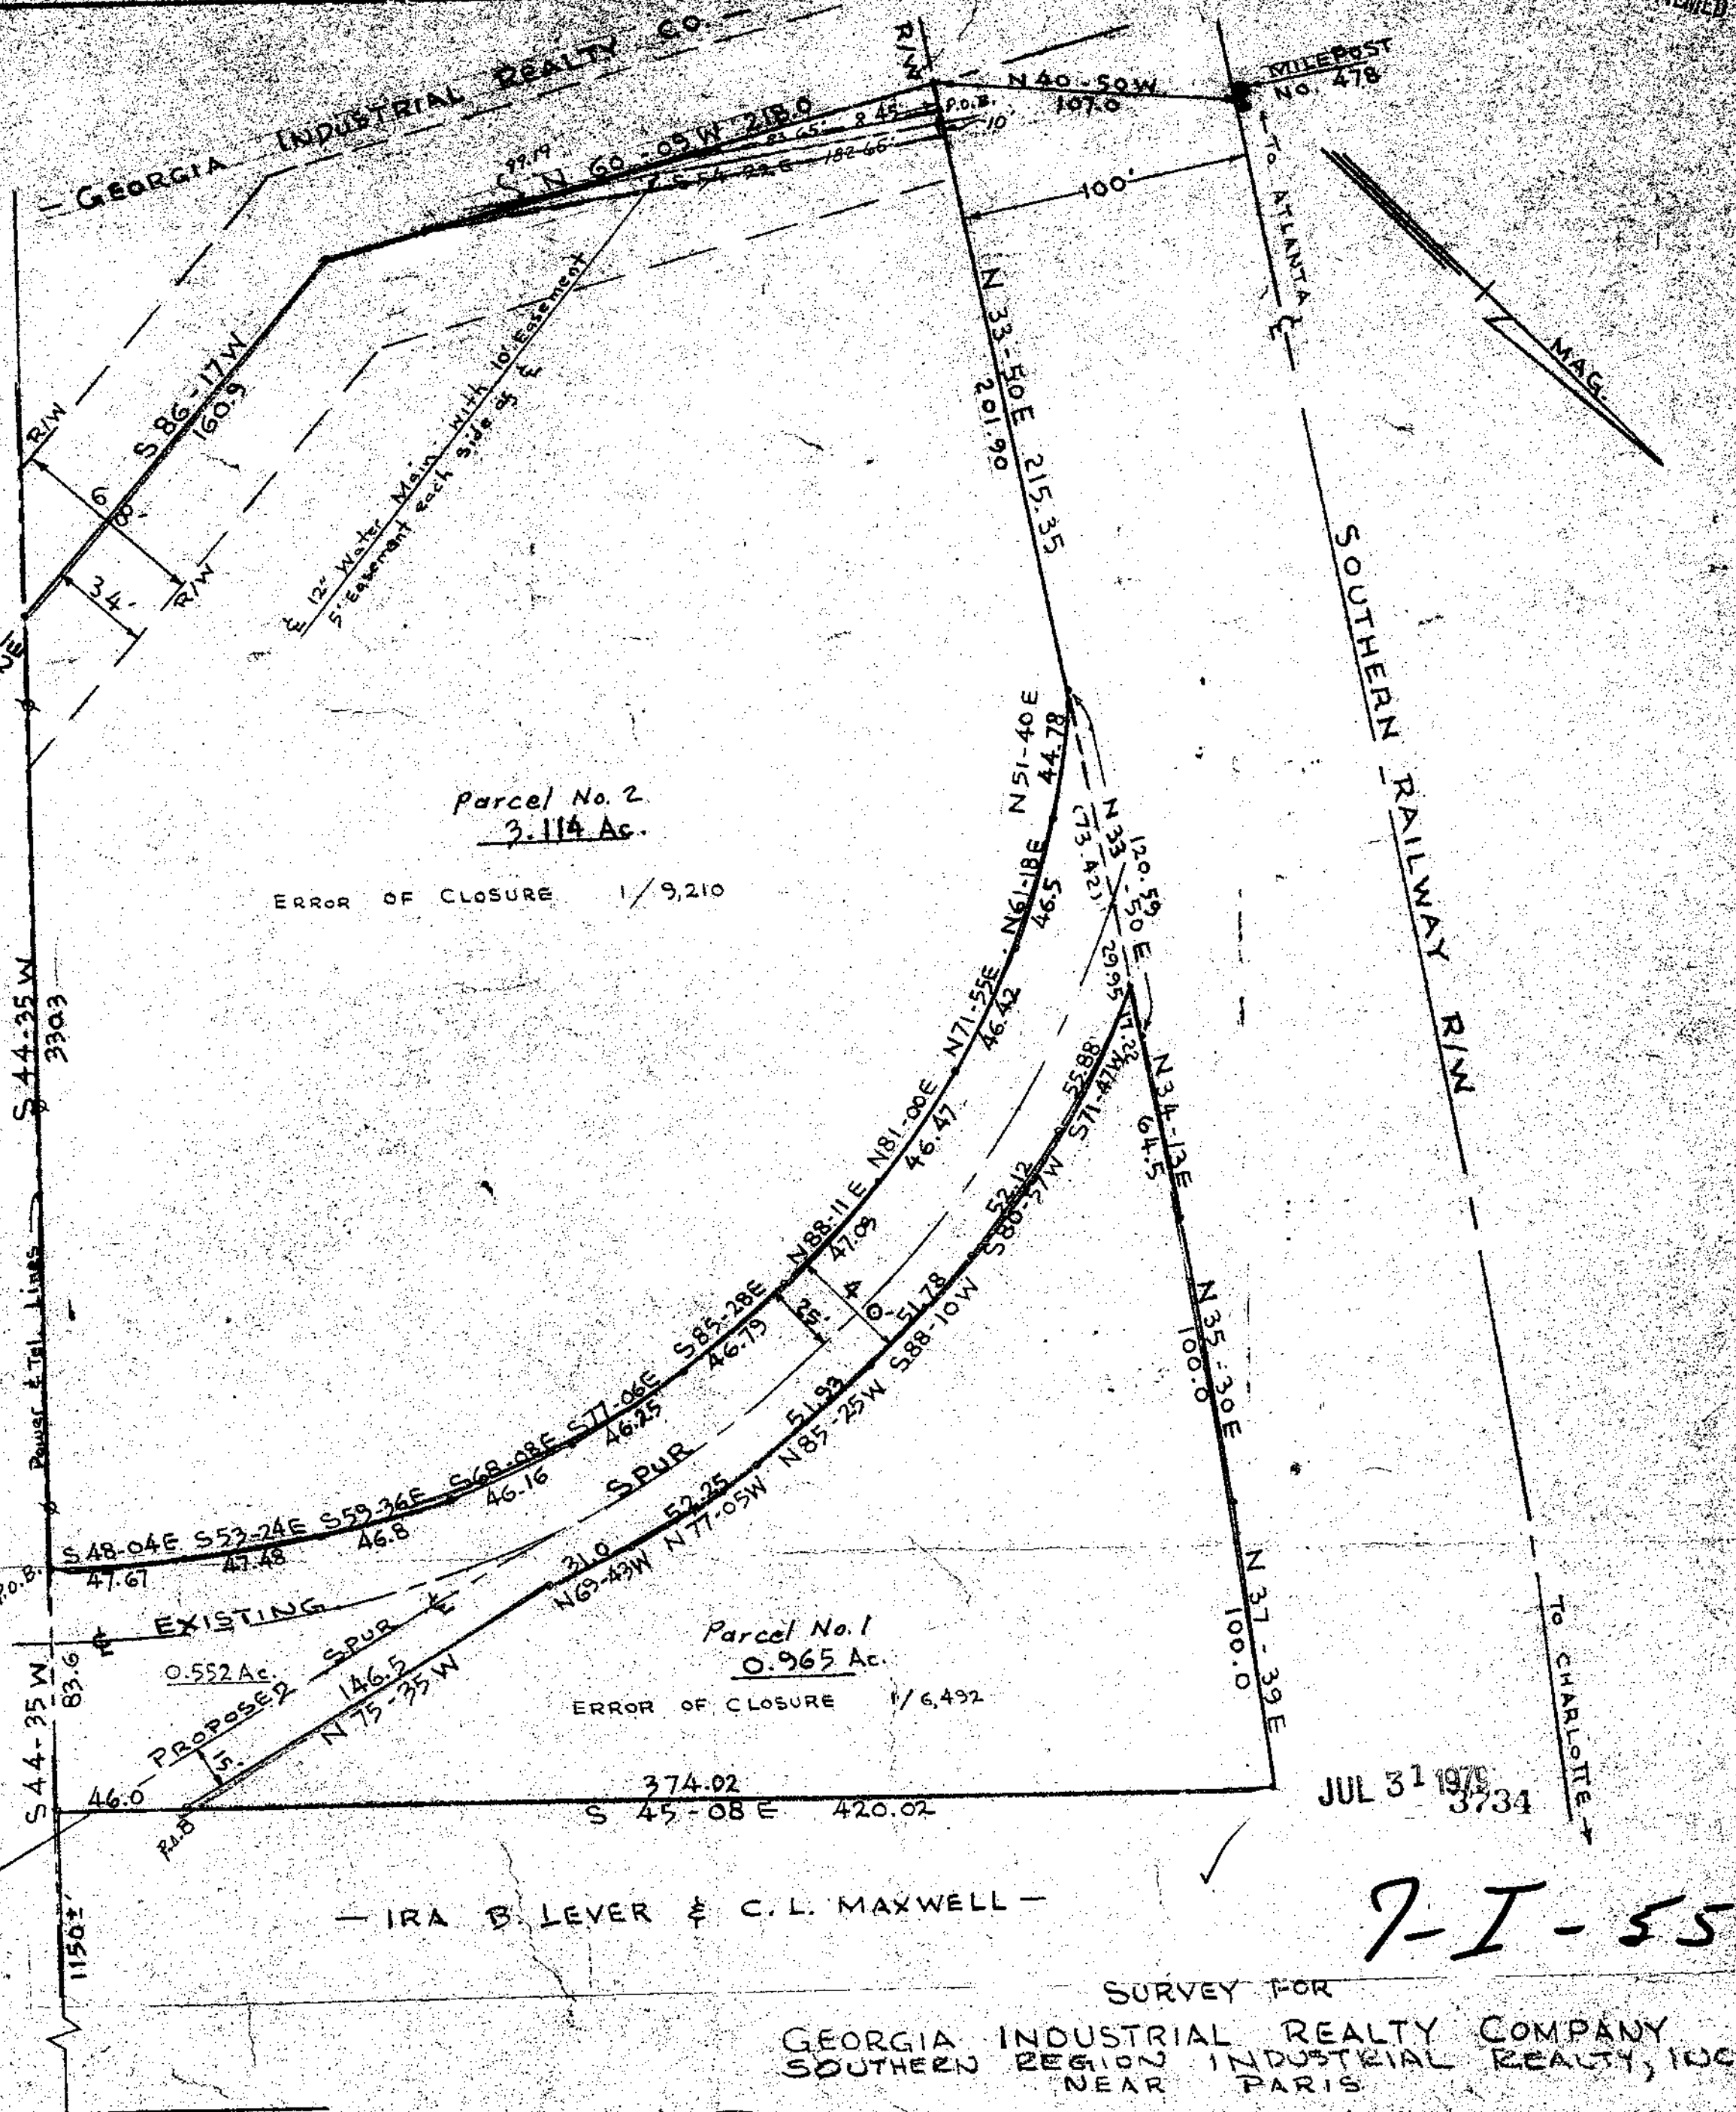 — GEORGIA INDUSTRIAL REALTY CO. —
R/W
N 40-50 W
107.0
MILEPOST
NO. 478
P.O.B.
10'
N 60-09 W 218.0
99.19
S 54-22 E 182.65
TO ATLANTA
100'
MAG.
N 33-50 E 215.35
201.90
S 86-17 W
160.9
R/W
68'
34'
R/W
12" Water Main With 10' Easement
5' Easement each side of ℄
SOUTHERN RAILWAY R/W
Parcel No. 2
3.114 Ac.
ERROR OF CLOSURE 1/9,210
N 51-40 E
44.78
N 33-50 E
120.59
(73.42)
29.95
17.22
N 61-18 E
46.5
N 71-55 E
46.42
N 81-00 E
46.47
N 88-11 E
47.09
S 85-28 E
46.79
S 77-06 E
46.25
S 68-08 E
46.16
S 59-36 E
46.8
S 53-24 E
47.48
S 48-04 E
47.67
P.O.B.
S 44-35 W
330.3
Power & Tel. Lines
55.88
S 71-47 W
52.12
S 80-57 W
51.78
S 88-10 W
51.93
N 85-25 W
52.25
N 77-05 W
31.0
N 69-43 W
146.5
N 75-35 W
25'
40'
N 34-13 E
64.5
N 35-30 E
100.0
N 37-39 E
100.0
℄ EXISTING SPUR
0.552 Ac.
PROPOSED SPUR ℄
15'
S 44-35 W
83.6
Parcel No. 1
0.965 Ac.
ERROR OF CLOSURE 1/6,492
46.0
374.02
S 45-08 E 420.02
P.O.B.
TO CHARLOTTE
JUL 31 1979
3734
1150±'
— IRA B. LEVER & C. L. MAXWELL —
7-I-55
SURVEY FOR
GEORGIA INDUSTRIAL REALTY COMPANY
SOUTHERN REGION INDUSTRIAL REALTY, INC
NEAR PARIS